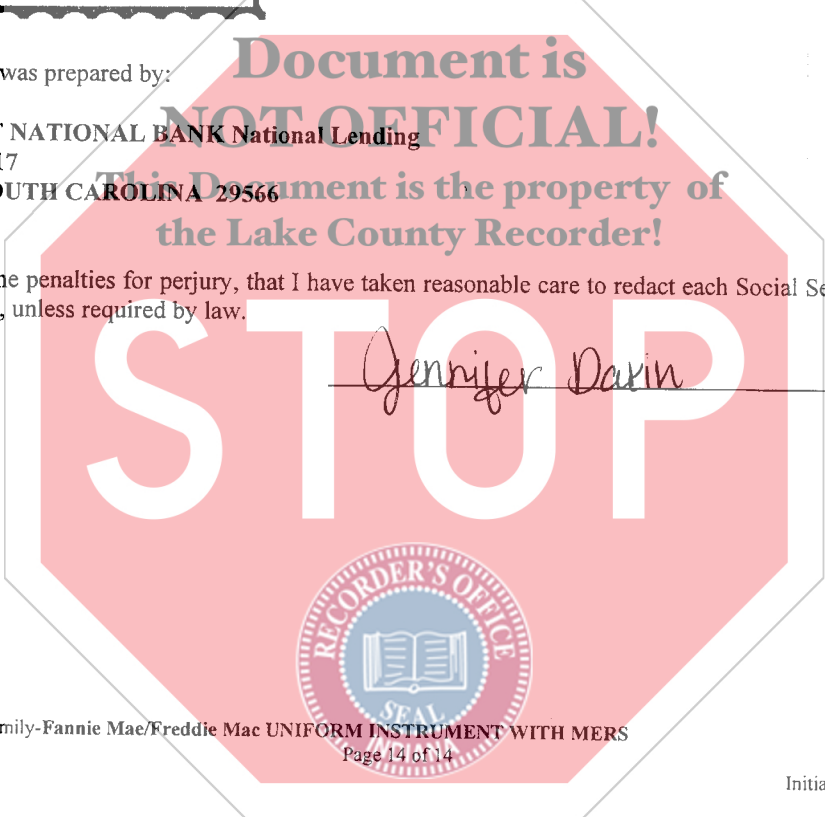 Document is
was prepared by:
NOT OFFICIAL!
NATIONAL BANK National Lending
17
This Document is the property of
OUTH CAROLINA 29566
the Lake County Recorder!
he penalties for perjury, that I have taken reasonable care to redact each Social Se
, unless required by law.
Jennifer Darin
STOP
RECORDER'S OFFICE
SEAL
INDIANA
mily-Fannie Mae/Freddie Mac UNIFORM INSTRUMENT WITH MERS
Page 14 of 14
Initia